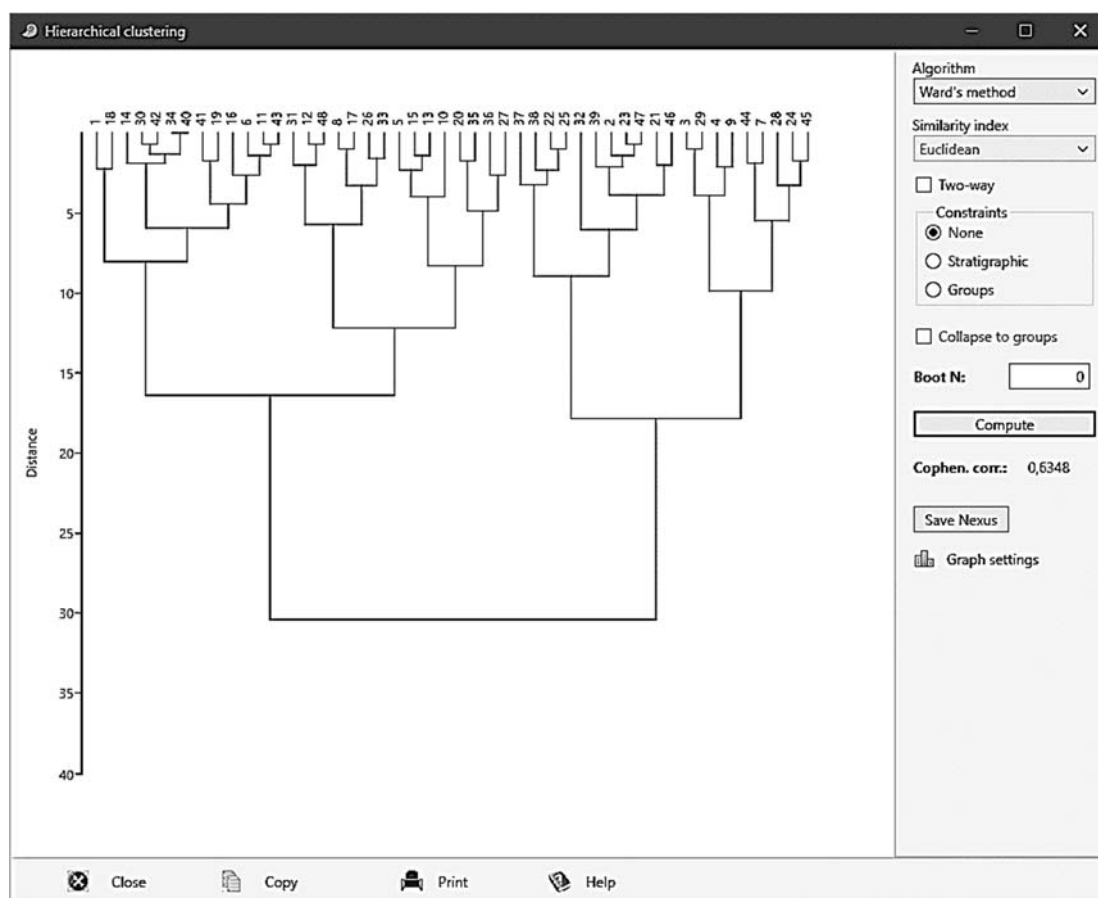 Hierarchical clustering
1 18 14 30 42 34 40 41 19 16 6 11 43 31 12 48 8 17 26 33 5 15 13 10 20 35 36 27 37 38 22 25 32 39 2 23 47 21 46 3 29 4 9 44 7 28 24 45
5
10
15
20
25
30
35
40
Distance
Algorithm
Ward's method
Similarity index
Euclidean
Two-way
Constraints
None
Stratigraphic
Groups
Collapse to groups
Boot N: 0
Compute
Cophen. corr.: 0,6348
Save Nexus
Graph settings
Close Copy Print Help